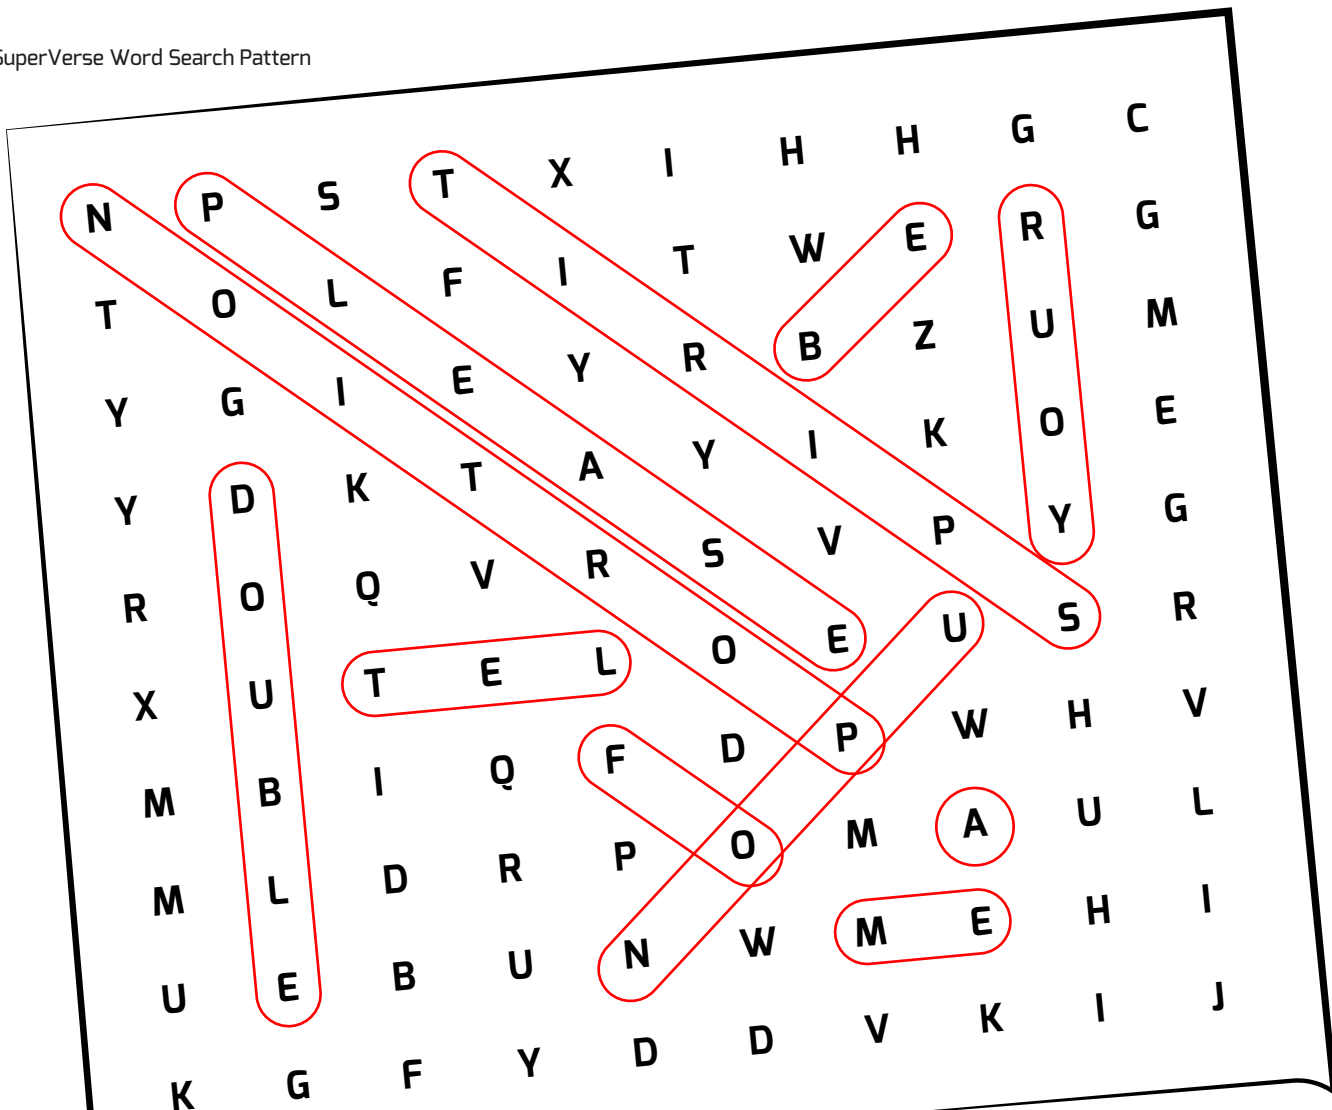 SuperVerse Word Search Pattern
N P S T X I H H G C
T O L F I T W E R G
Y G I E Y R B Z U M
Y D K T A Y I K O E
R O Q V R S V P Y G
X U T E L O E U S R
M B I Q F D P W H V
M L D R P O M A U L
U E B U N W M E H I
K G F Y D D V K I J